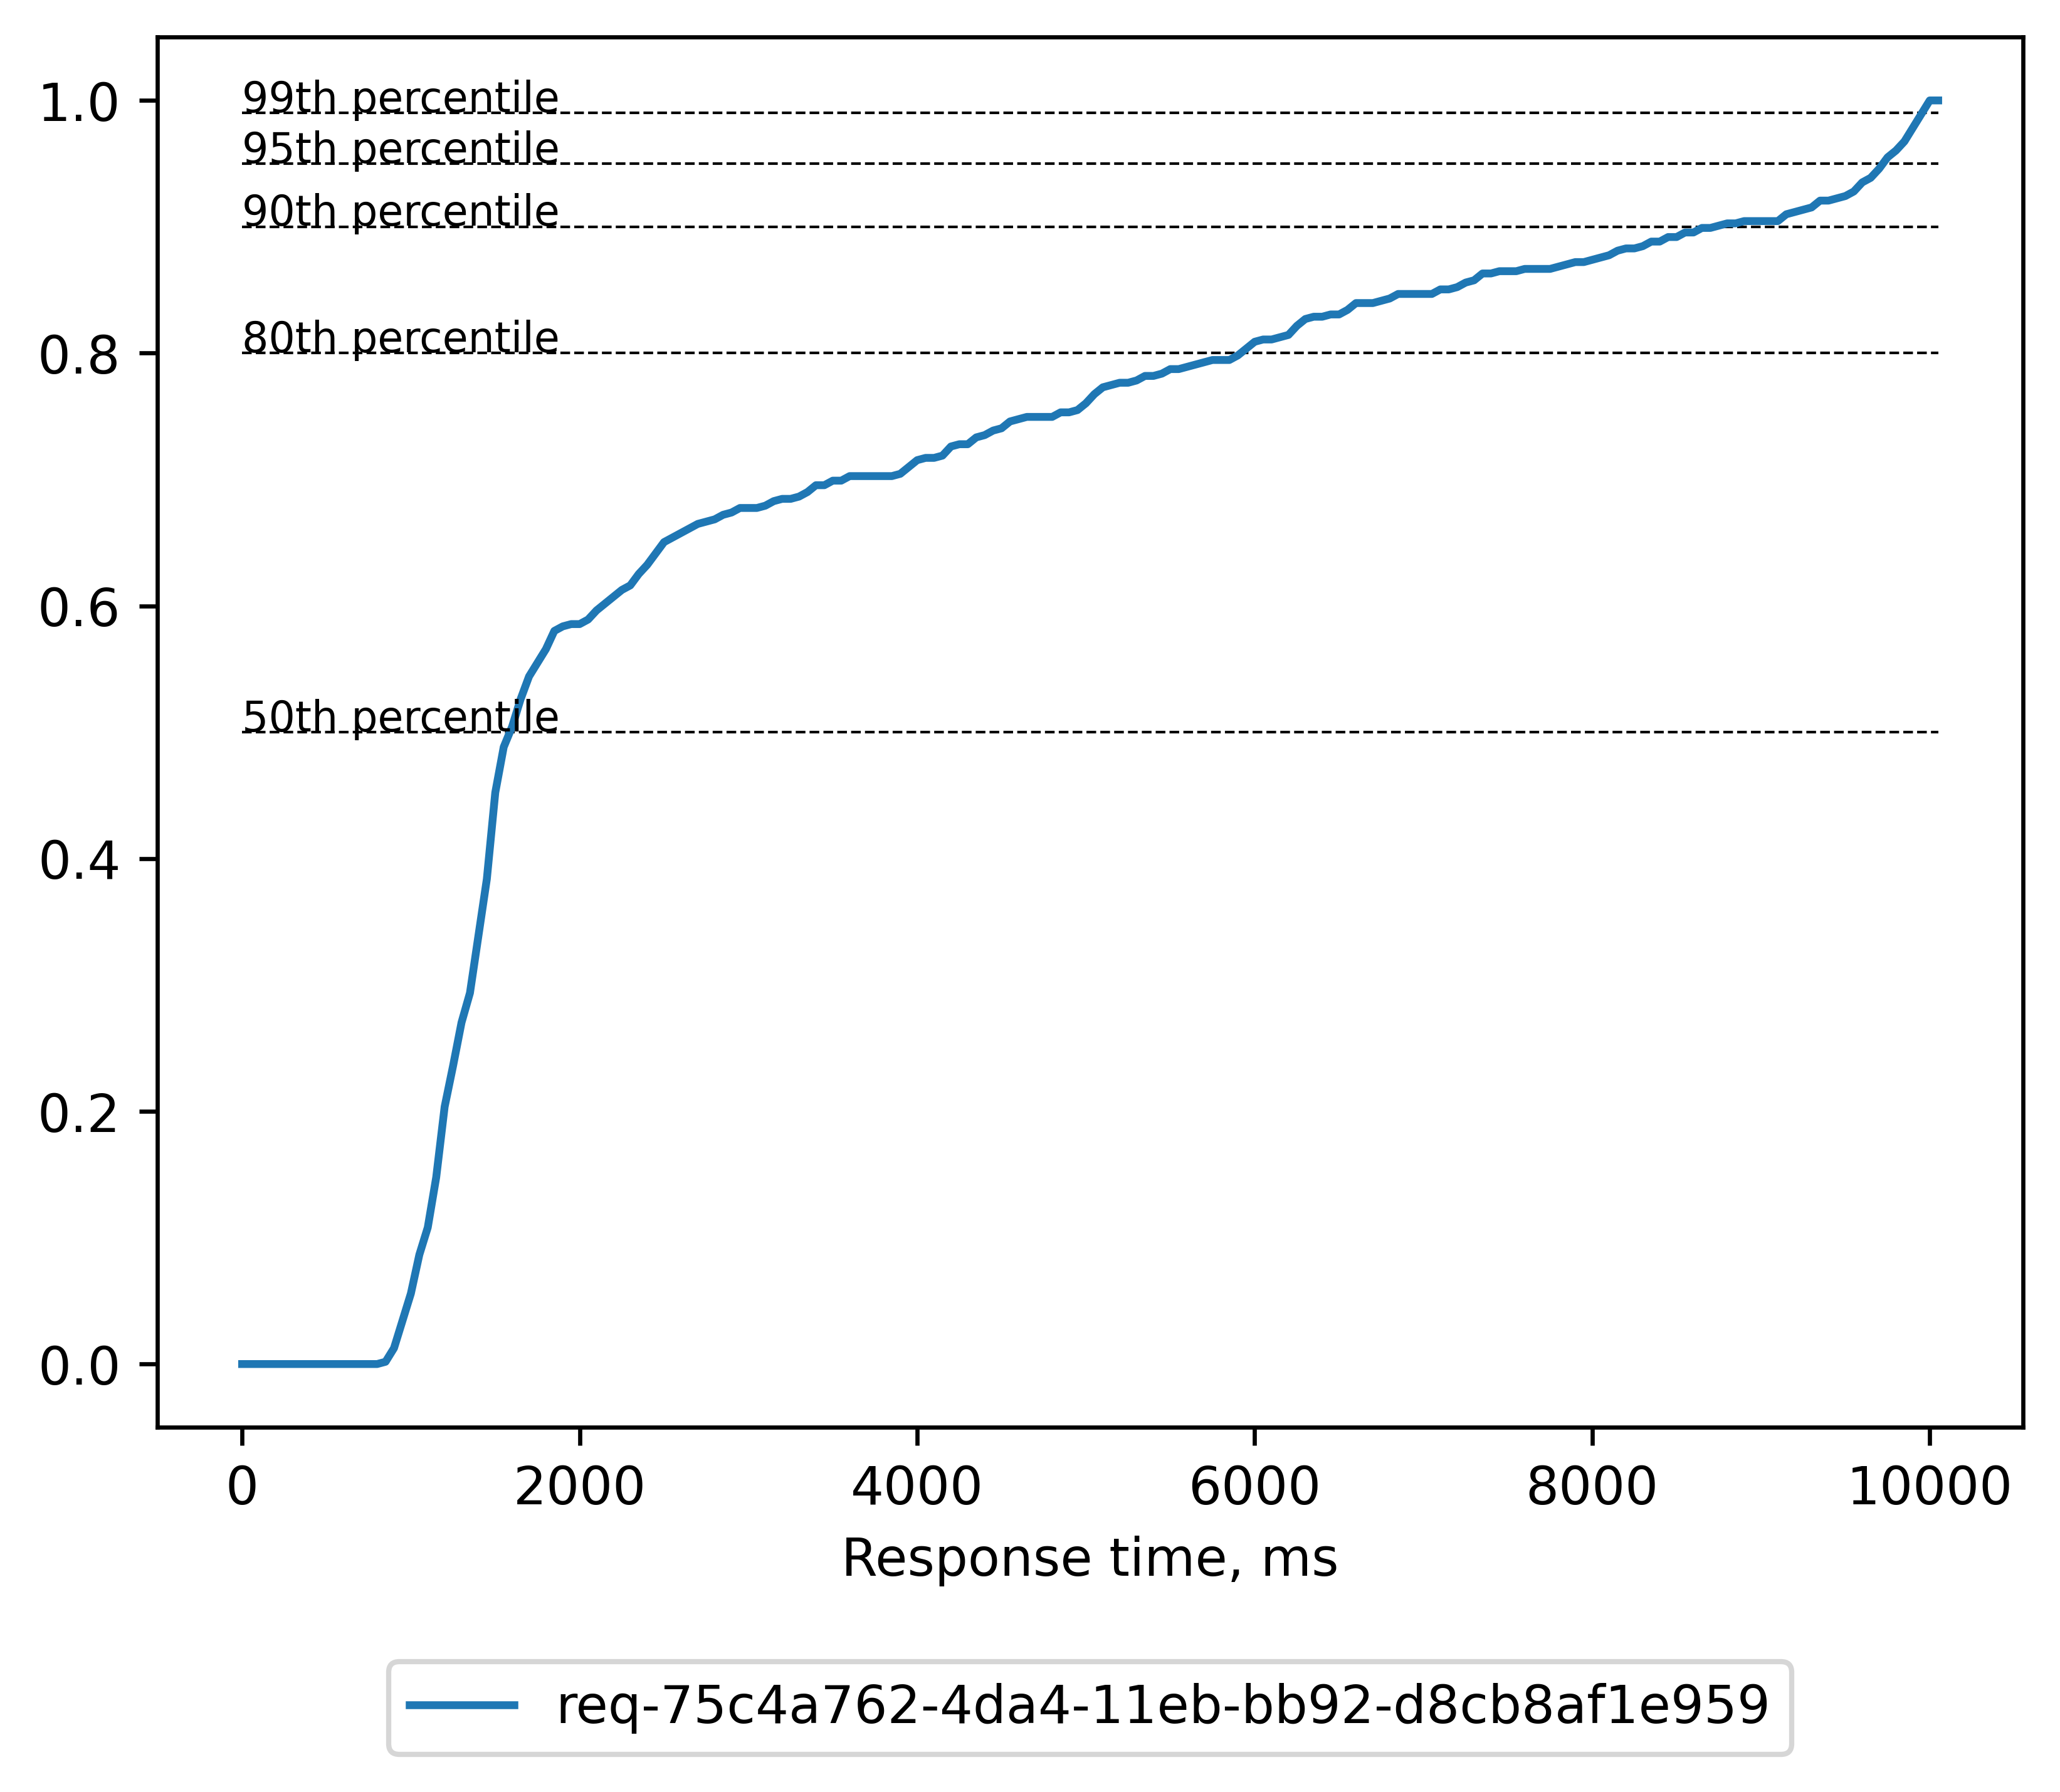 99th percentile
1.0
95th percentile
90th percentile
80th percentile
0.8
0.6
50th percentile
0.4
0.2
0.0
0 2000 4000 6000 8000 10000
Response time, ms
req-75c4a762-4da4-11eb-bb92-d8cb8af1e959